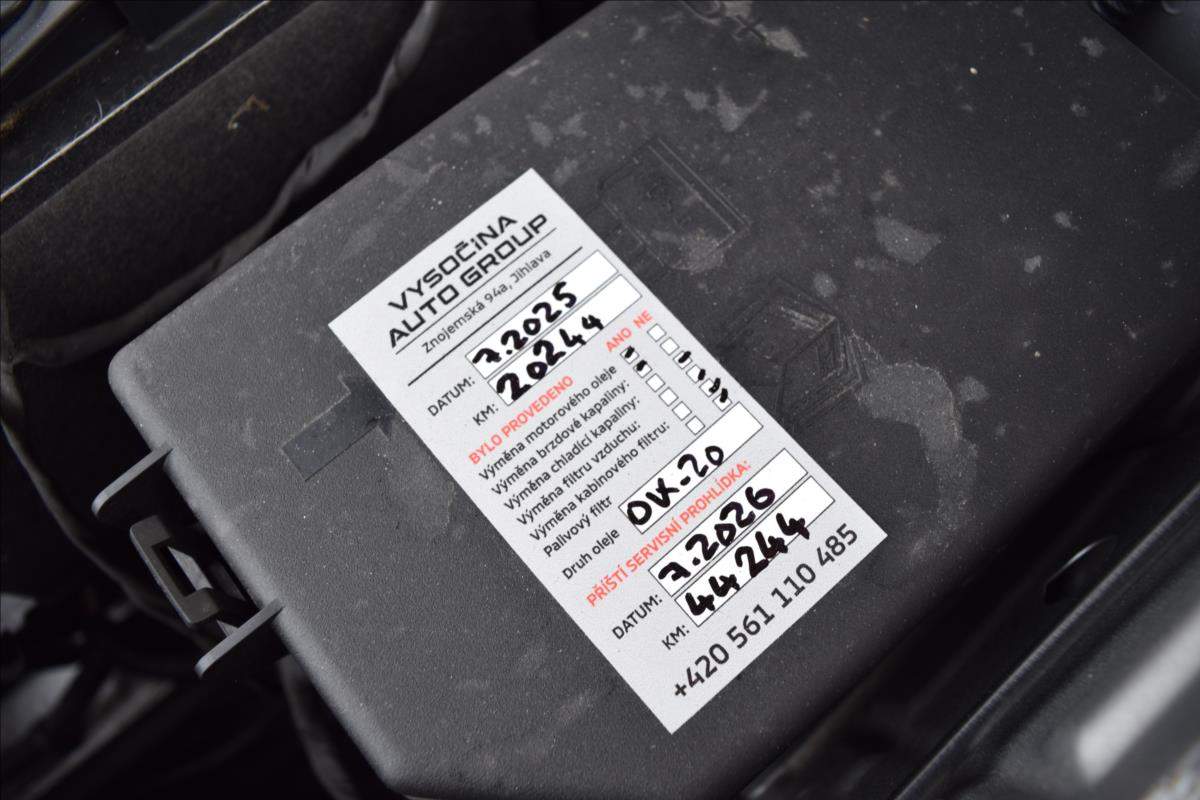 VYSOČINA
AUTO GROUP
Znojemská 94a, Jihlava
DATUM: 7.2025
KM: 20244
BYLO PROVEDENO ANO NE
Výměna motorového oleje
Výměna brzdové kapaliny:
Výměna chladící kapaliny:
Výměna filtru vzduchu:
Výměna kabinového filtru:
Palivový filtr
Druh oleje OW-20
PŘÍŠTÍ SERVISNÍ PROHLÍDKA:
DATUM: 7.2026
KM: 44244
+420 561 110 485